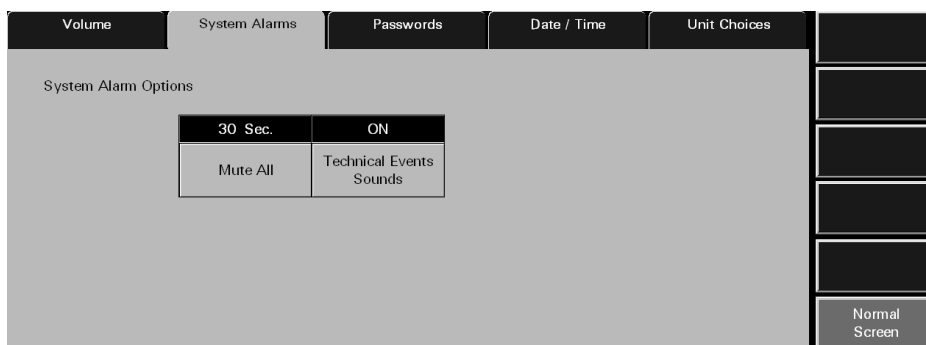 Volume
System Alarms
Passwords
Date / Time
Unit Choices
System Alarm Options
30 Sec.
ON
Mute All
Technical Events
Sounds
Normal
Screen